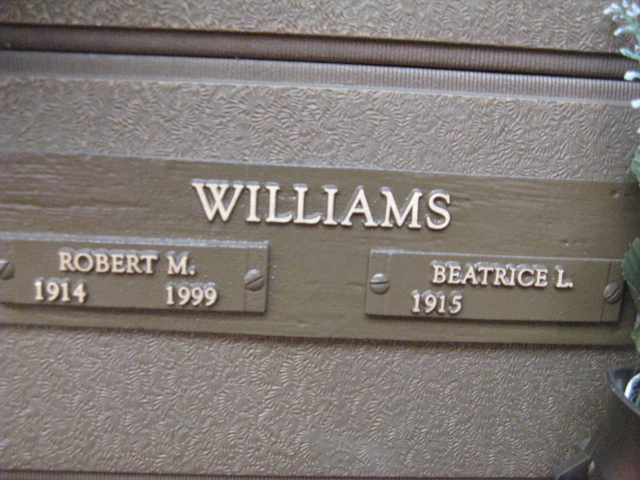 WILLIAMS
ROBERT M.
1914 1999
BEATRICE L.
1915